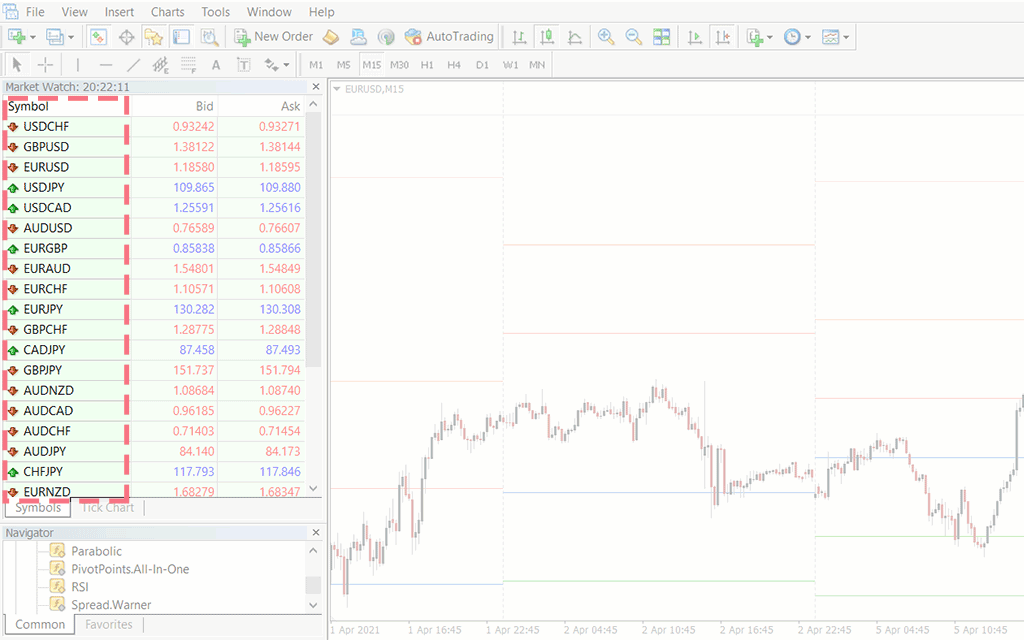 File View Insert Charts Tools Window Help
New Order AutoTrading
A T M1 M5 M15 M30 H1 H4 D1 W1 MN
Market Watch: 20:22:11
Symbol Bid Ask
USDCHF 0.93242 0.93271
GBPUSD 1.38122 1.38144
EURUSD 1.18580 1.18595
USDJPY 109.865 109.880
USDCAD 1.25591 1.25616
AUDUSD 0.76589 0.76607
EURGBP 0.85838 0.85866
EURAUD 1.54801 1.54849
EURCHF 1.10571 1.10608
EURJPY 130.282 130.308
GBPCHF 1.28775 1.28848
CADJPY 87.458 87.493
GBPJPY 151.737 151.794
AUDNZD 1.08684 1.08740
AUDCAD 0.96185 0.96227
AUDCHF 0.71403 0.71454
AUDJPY 84.140 84.173
CHFJPY 117.793 117.846
EURNZD 1.68279 1.68347
Symbols Tick Chart
Navigator
Parabolic
PivotPoints.All-In-One
RSI
Spread.Warner
Common Favorites
EURUSD,M15
1 Apr 2021 1 Apr 16:45 1 Apr 22:45 2 Apr 04:45 2 Apr 10:45 2 Apr 16:45 2 Apr 22:45 5 Apr 04:45 5 Apr 10:45